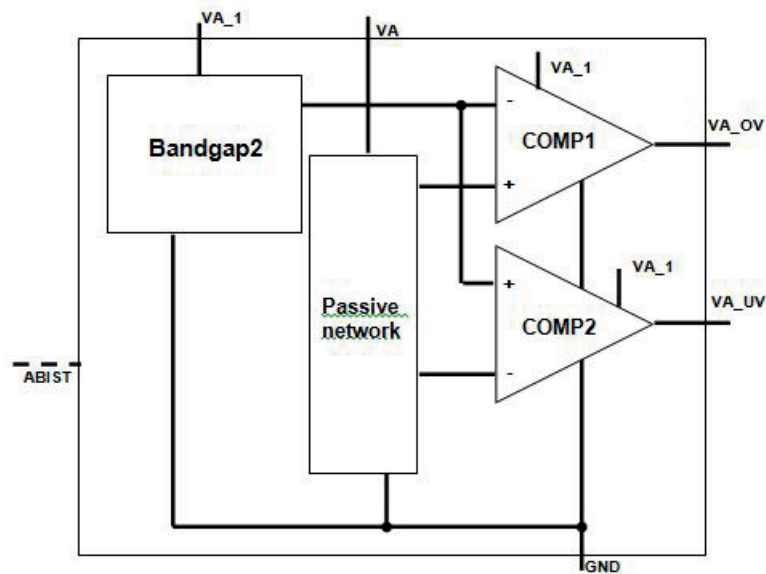 VA_1
VA
VA_1
Bandgap2
-
COMP1
VA_OV
+
VA_1
+
Passive
network
COMP2
VA_UV
-
ABIST
GND